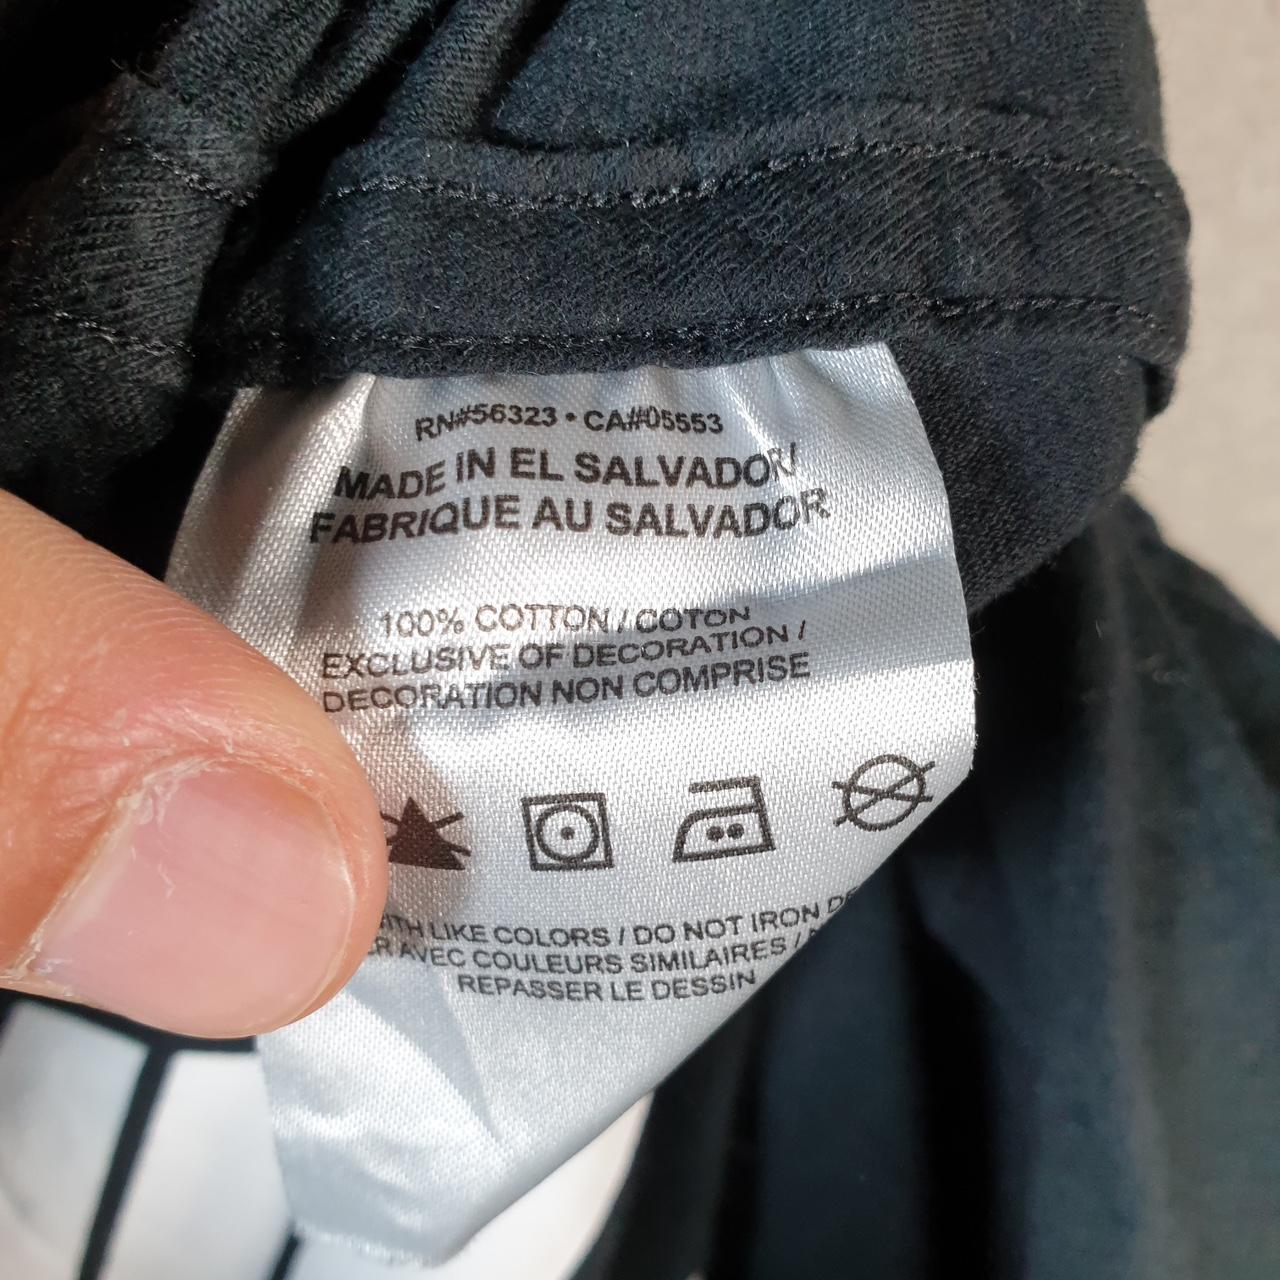 RN#56323 • CA#05553
MADE IN EL SALVADOR/
FABRIQUE AU SALVADOR
100% COTTON / COTON
EXCLUSIVE OF DECORATION /
DECORATION NON COMPRISE
LIKE COLORS / DO NOT IRON
AVEC COULEURS SIMILAIRES /
REPASSER LE DESSIN